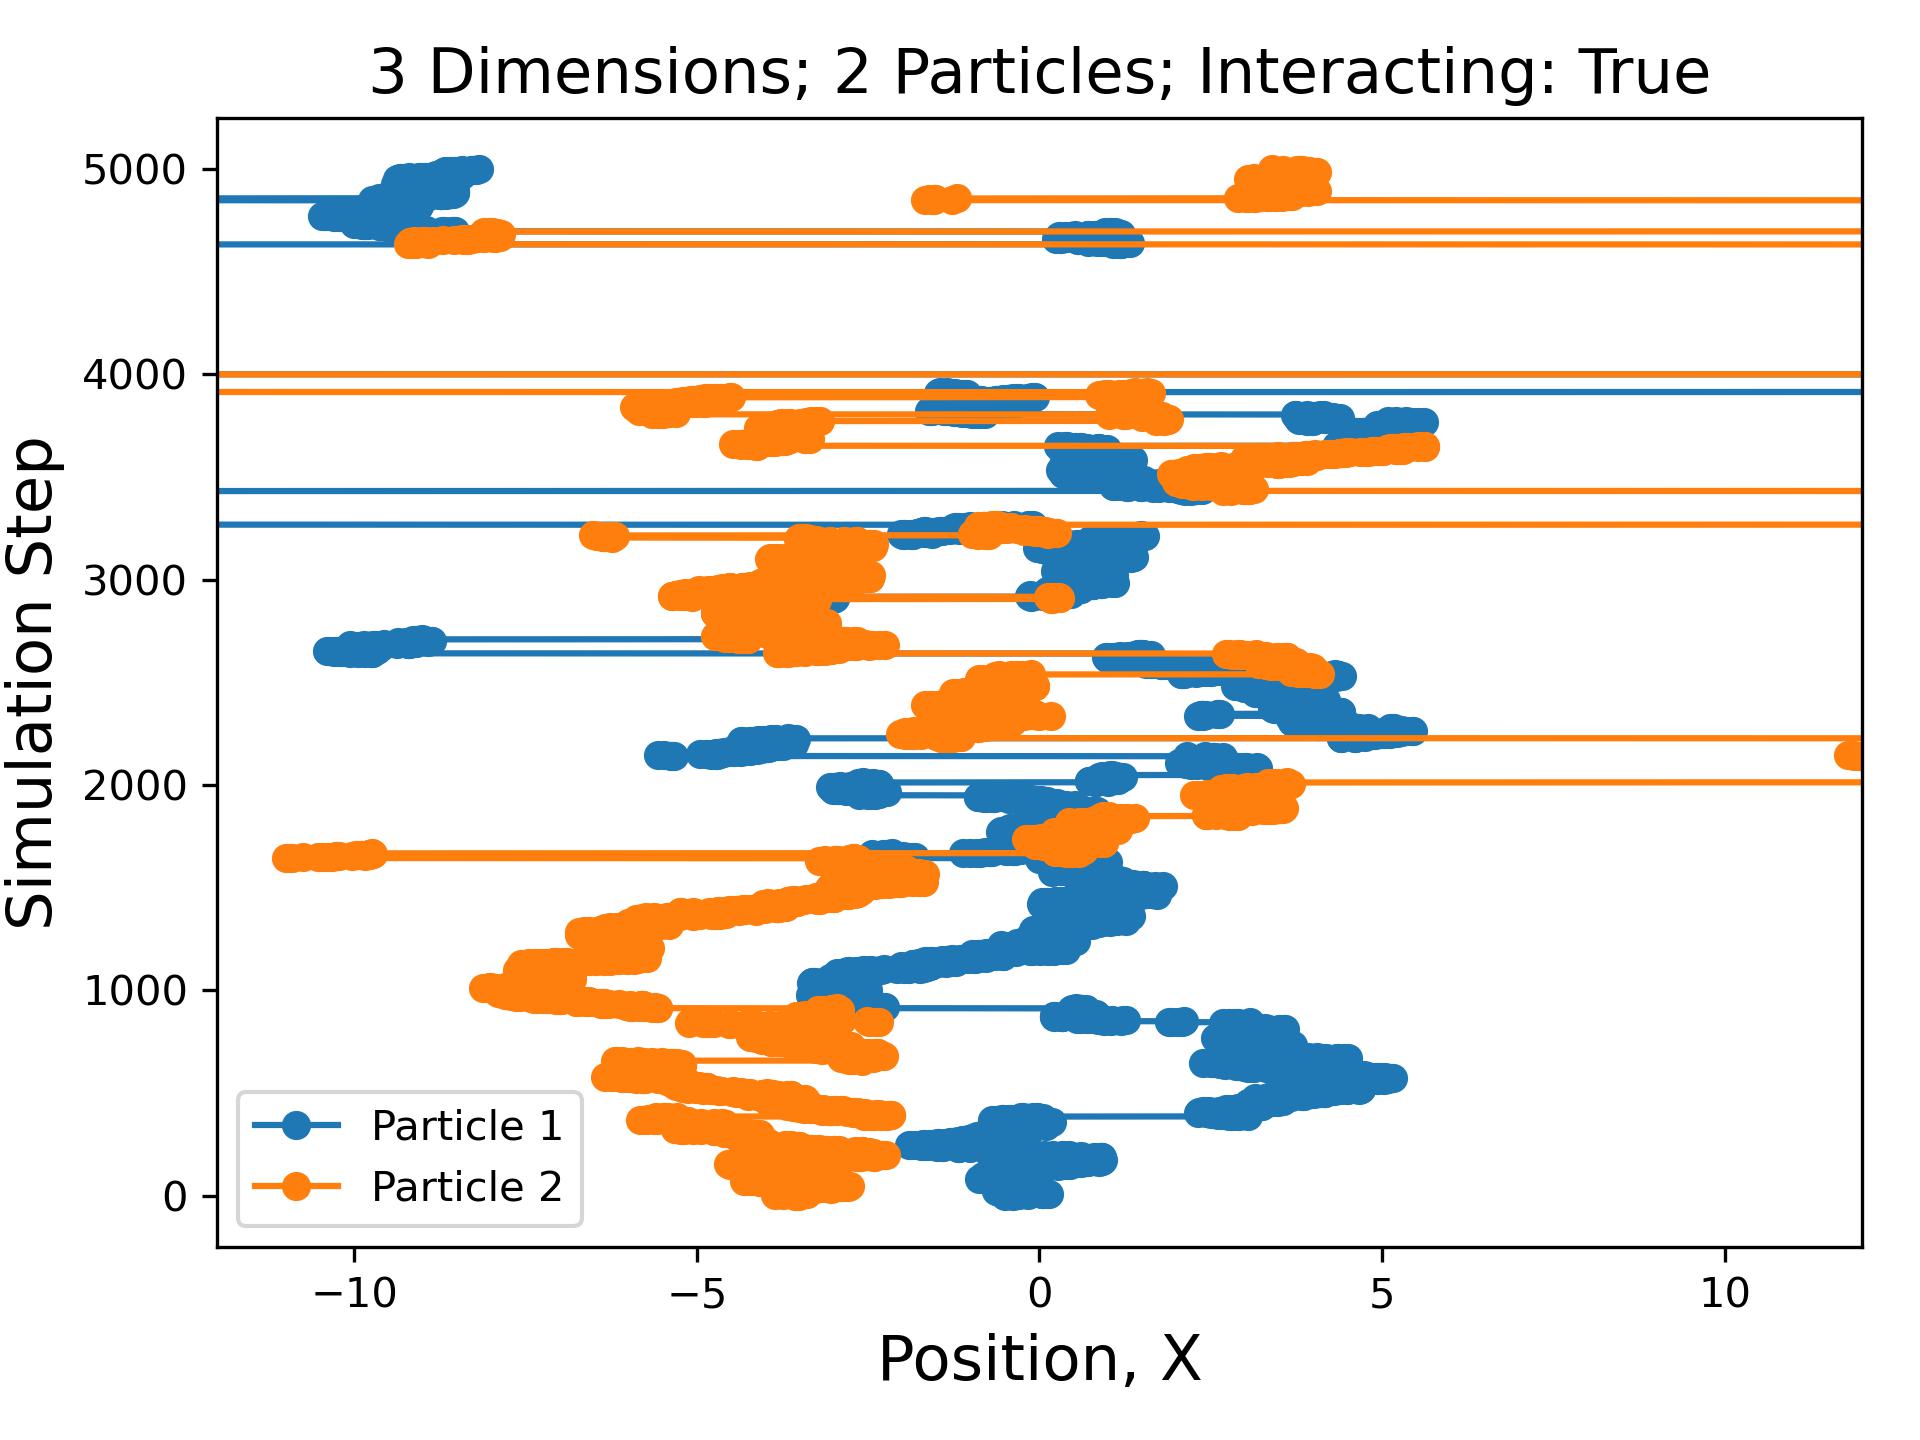 3 Dimensions; 2 Particles; Interacting: True
Simulation Step
5000
4000
3000
2000
1000
0
Particle 1
Particle 2
−10
−5
0
5
10
Position, X